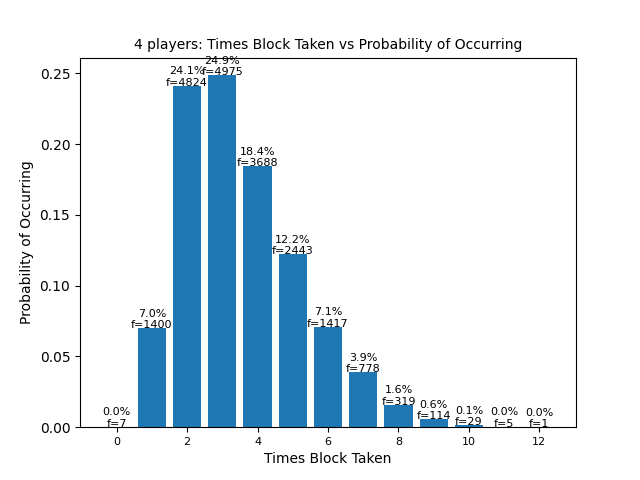 4 players: Times Block Taken vs Probability of Occurring
Probability of Occurring
0.25
0.20
0.15
0.10
0.05
0.00
0.0%
f=7
7.0%
f=1400
24.1%
f=4824
24.9%
f=4975
18.4%
f=3688
12.2%
f=2443
7.1%
f=1417
3.9%
f=778
1.6%
f=319
0.6%
f=114
0.1%
f=29
0.0%
f=5
0.0%
f=1
0
2
4
6
8
10
12
Times Block Taken